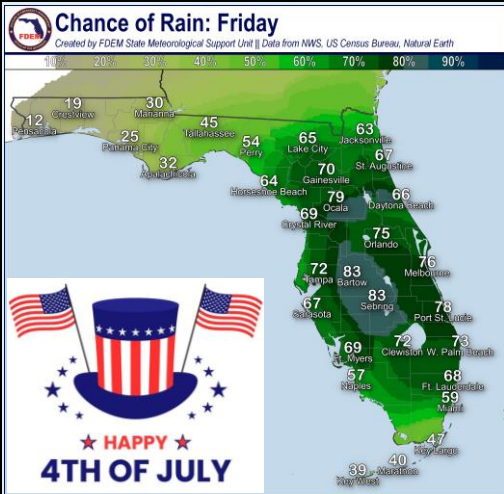 FDEM
Chance of Rain: Friday
Created by FDEM State Meteorological Support Unit || Data from NWS, US Census Bureau, Natural Earth
10% 20% 30% 40% 50% 60% 70% 80% 90%
12
Pensacola
19
Crestview
30
Marianna
25
Panama City
45
Tallahassee
32
Apalachicola
54
Perry
65
Lake City
63
Jacksonville
67
St. Augustine
70
Gainesville
64
Horseshoe Beach
79
Ocala
66
Daytona Beach
69
Crystal River
75
Orlando
76
Melbourne
72
Tampa
83
Bartow
83
Sebring
67
Sarasota
78
Port St. Lucie
72
Clewiston
73
W. Palm Beach
69
Ft. Myers
57
Naples
68
Ft. Lauderdale
59
Miami
47
Key Largo
40
Marathon
39
Key West
HAPPY
4TH OF JULY